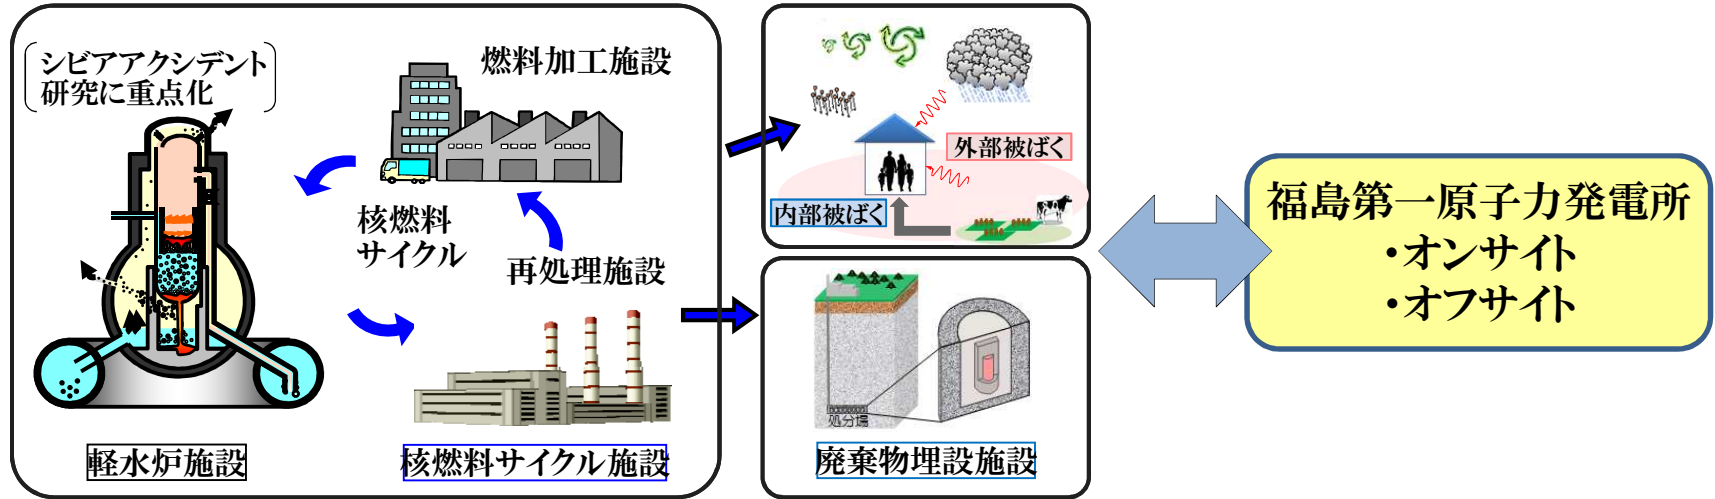 シビアアクシデント
研究に重点化
燃料加工施設
核燃料
サイクル
再処理施設
軽水炉施設
核燃料サイクル施設
外部被ばく
内部被ばく
処分場
廃棄物埋設施設
福島第一原子力発電所
・オンサイト
・オフサイト